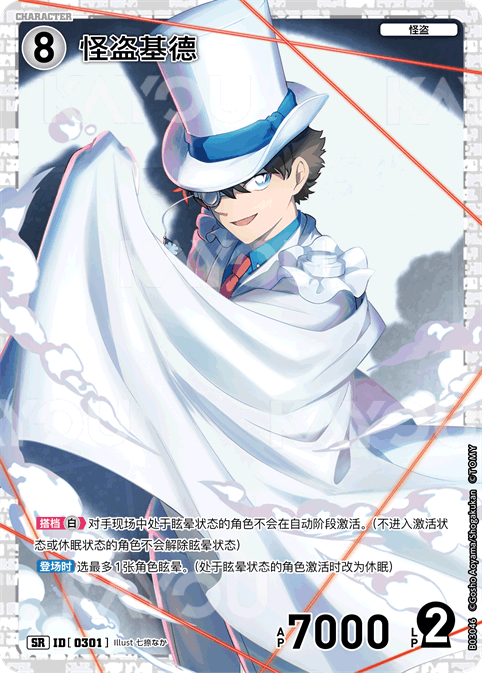 CHARACTER
8
怪盗基德
怪盗
KAYOU
搭档 白 对手现场中处于眩晕状态的角色不会在自动阶段激活。(不进入激活状
态或休眠状态的角色不会解除眩晕状态)
登场时 选最多1张角色眩晕。(处于眩晕状态的角色激活时改为休眠)
SR ID[ 0301 ] Illust 七原なか
AP 7000 LP 2
B03046 ©Gosho Aoyama/Shogakukan ©TOMY